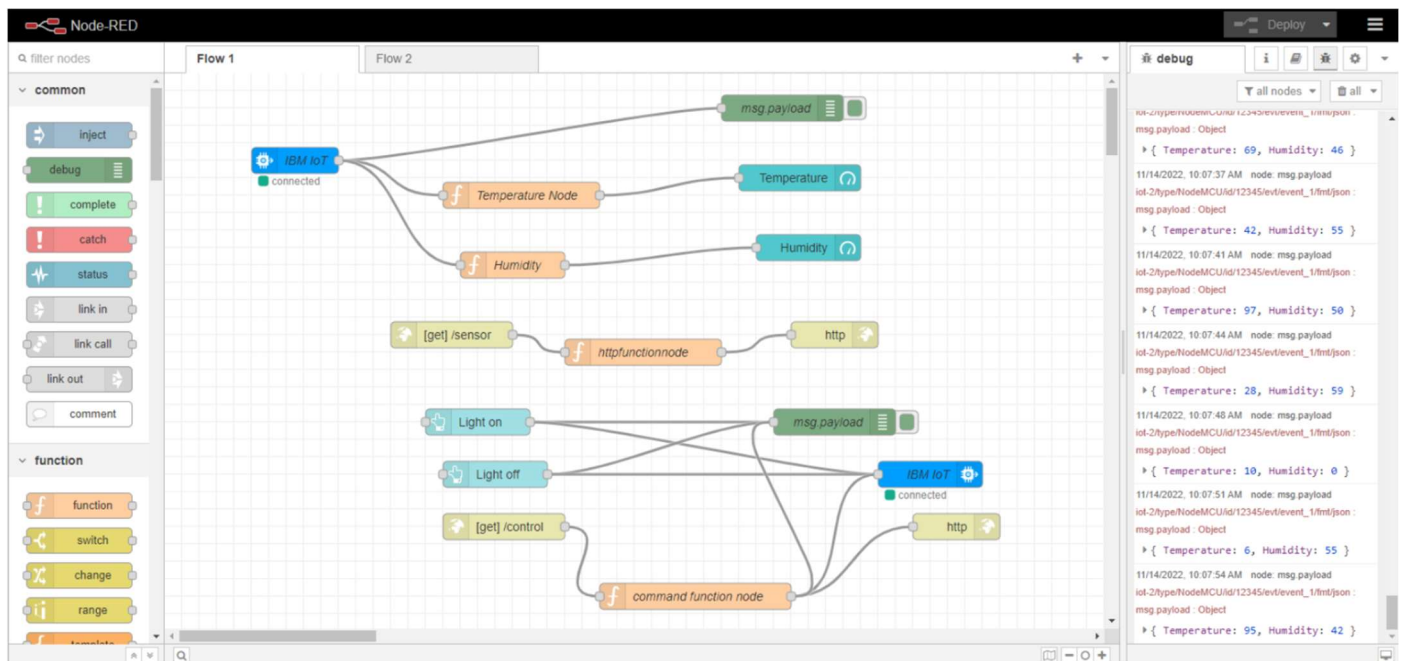 Node-RED
Deploy
filter nodes
common
inject
debug
complete
catch
status
link in
link call
link out
comment
function
function
switch
change
range
template
Flow 1
Flow 2
msg.payload
IBM IoT
connected
Temperature Node
Temperature
Humidity
Humidity
[get] /sensor
httpfunctionnode
http
Light on
msg.payload
Light off
IBM IoT
connected
[get] /control
http
command function node
debug
i
all nodes
all
iot-2/type/NodeMCU/id/12345/evt/event_1/fmt/json :
msg.payload : Object
{ Temperature: 69, Humidity: 46 }
11/14/2022, 10:07:37 AM node: msg.payload
iot-2/type/NodeMCU/id/12345/evt/event_1/fmt/json :
msg.payload : Object
{ Temperature: 42, Humidity: 55 }
11/14/2022, 10:07:41 AM node: msg.payload
iot-2/type/NodeMCU/id/12345/evt/event_1/fmt/json :
msg.payload : Object
{ Temperature: 97, Humidity: 50 }
11/14/2022, 10:07:44 AM node: msg.payload
iot-2/type/NodeMCU/id/12345/evt/event_1/fmt/json :
msg.payload : Object
{ Temperature: 28, Humidity: 59 }
11/14/2022, 10:07:48 AM node: msg.payload
iot-2/type/NodeMCU/id/12345/evt/event_1/fmt/json :
msg.payload : Object
{ Temperature: 10, Humidity: 0 }
11/14/2022, 10:07:51 AM node: msg.payload
iot-2/type/NodeMCU/id/12345/evt/event_1/fmt/json :
msg.payload : Object
{ Temperature: 6, Humidity: 55 }
11/14/2022, 10:07:54 AM node: msg.payload
iot-2/type/NodeMCU/id/12345/evt/event_1/fmt/json :
msg.payload : Object
{ Temperature: 95, Humidity: 42 }